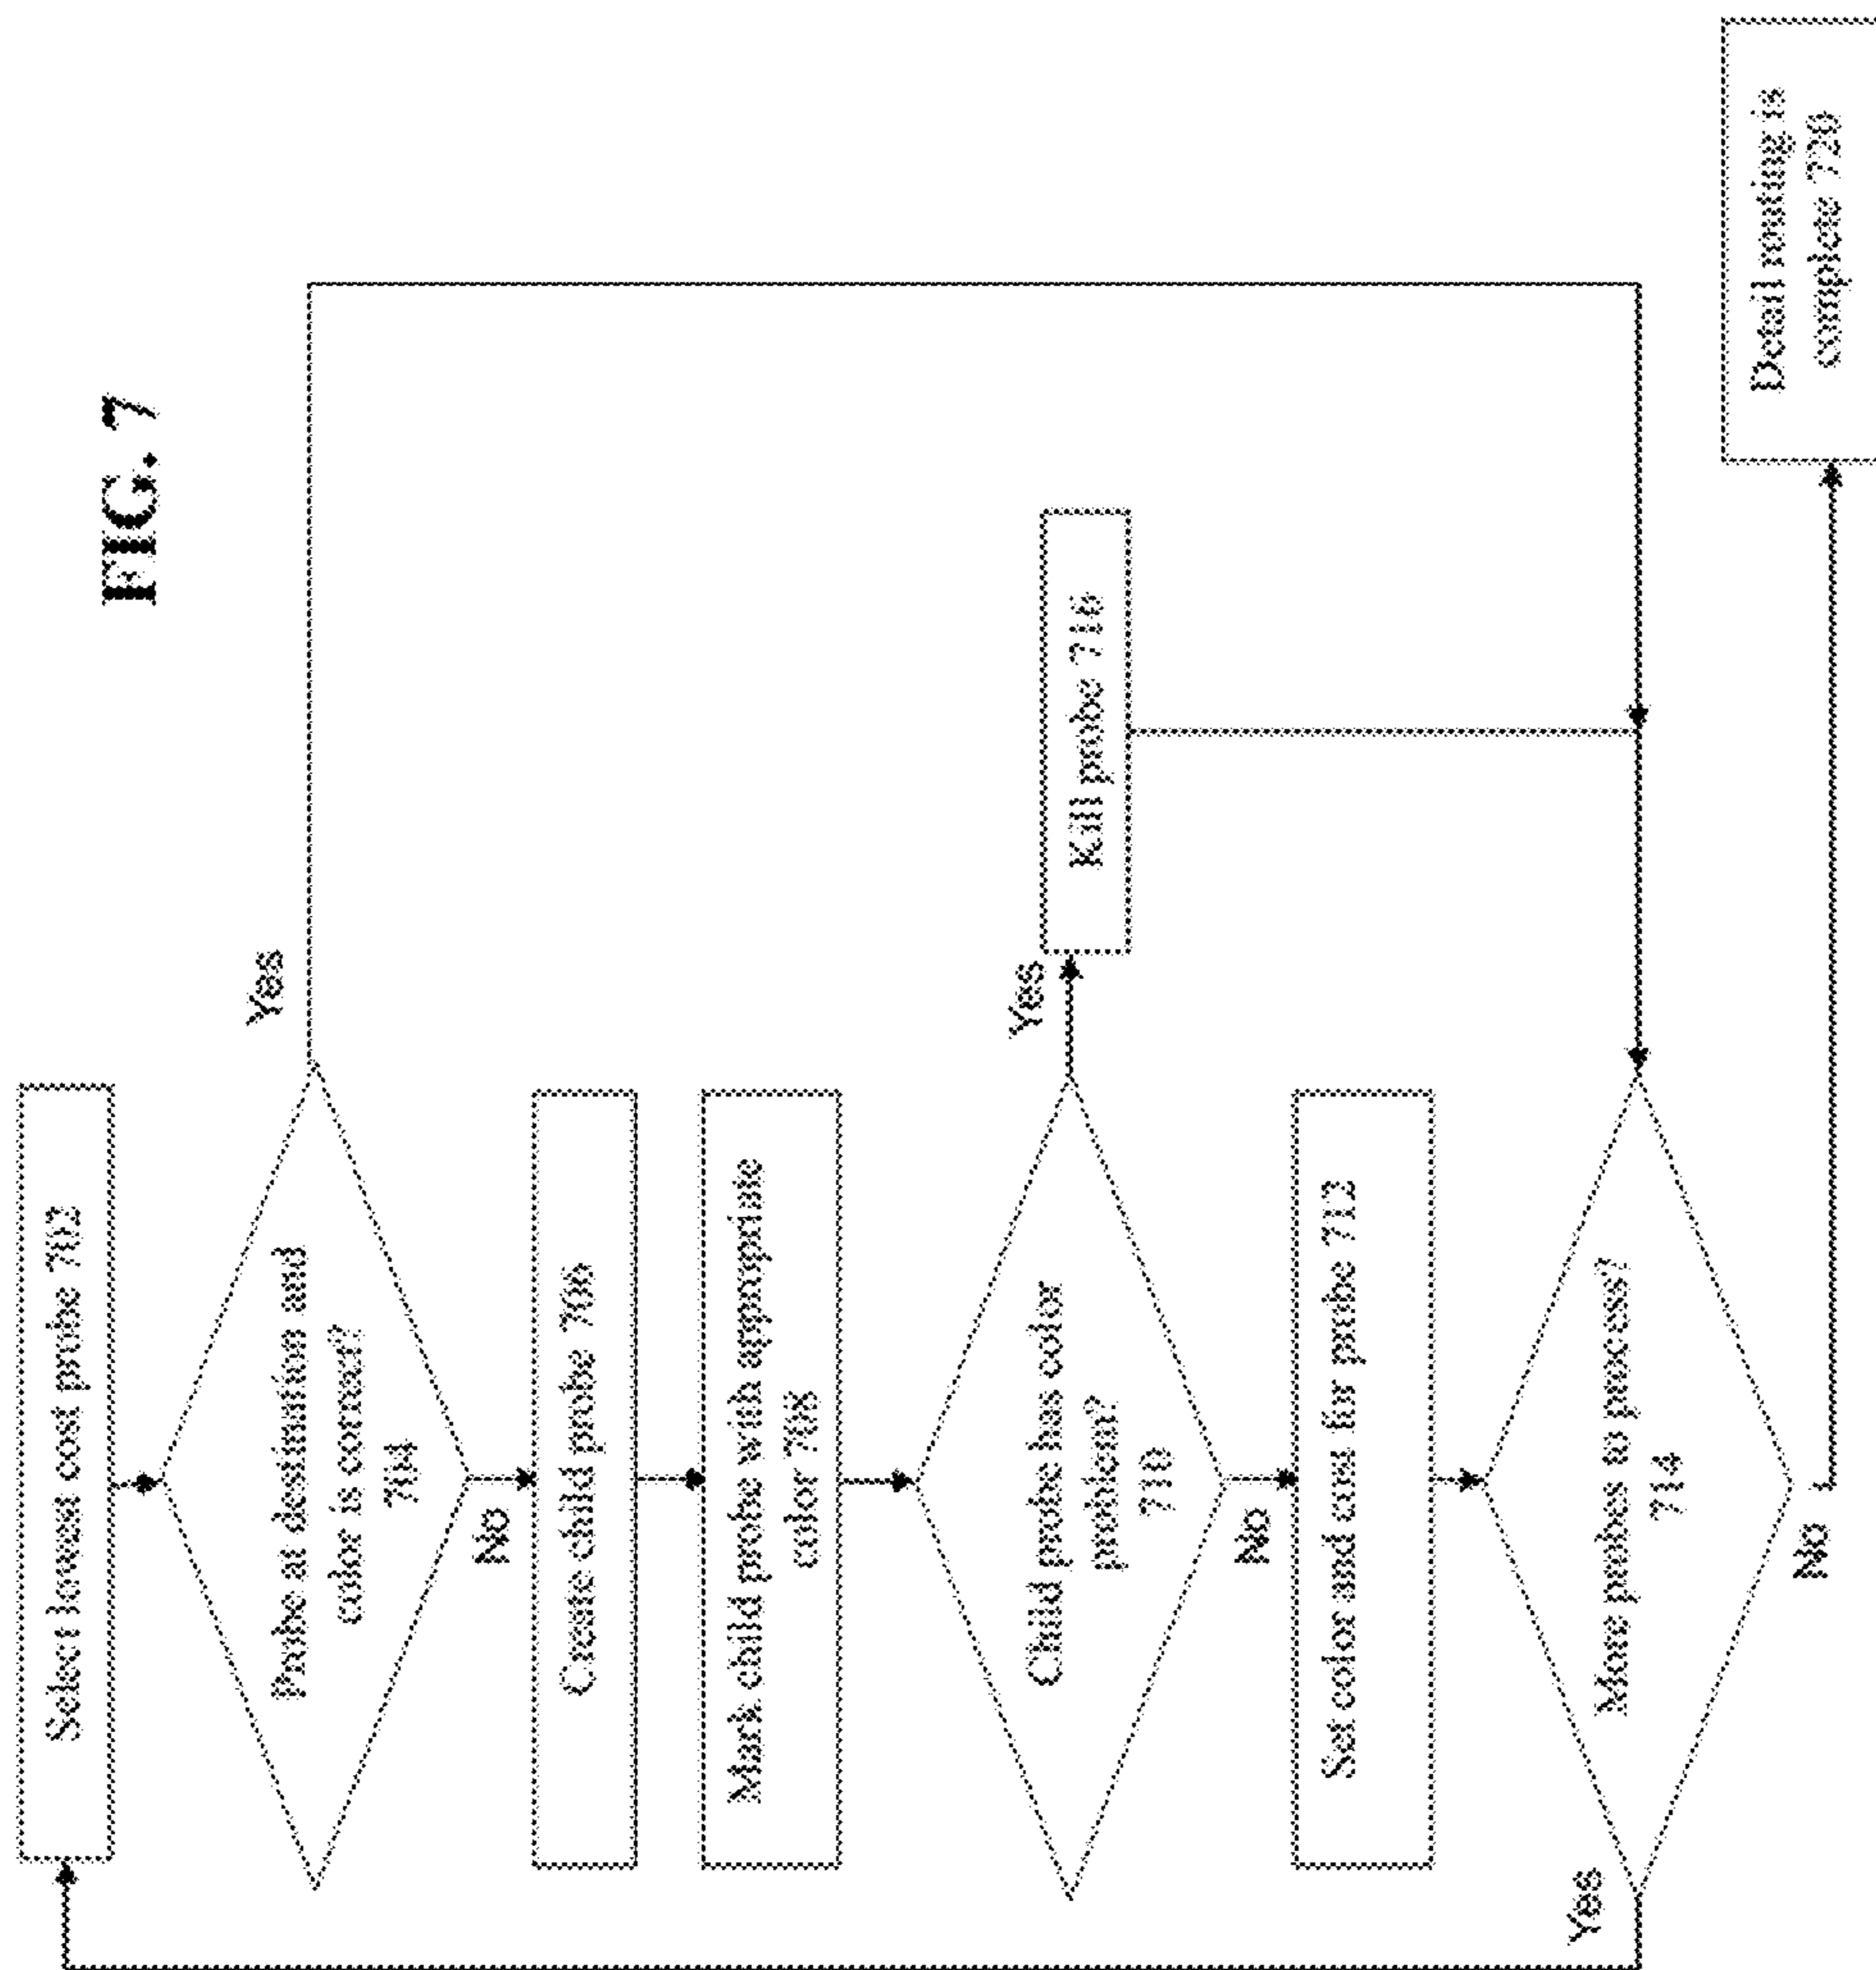 FIG. 7
Select lowest cost probe 702
Probe at destination and
color is correct?
704
Yes
No
Create child probe 706
Mark child probe with appropriate
color 708
Child probe has color
problem?
710
Yes
Kill probe 716
No
Set color and cost for probe 712
More probes to process?
714
Yes
No
Detail routing is
complete 720